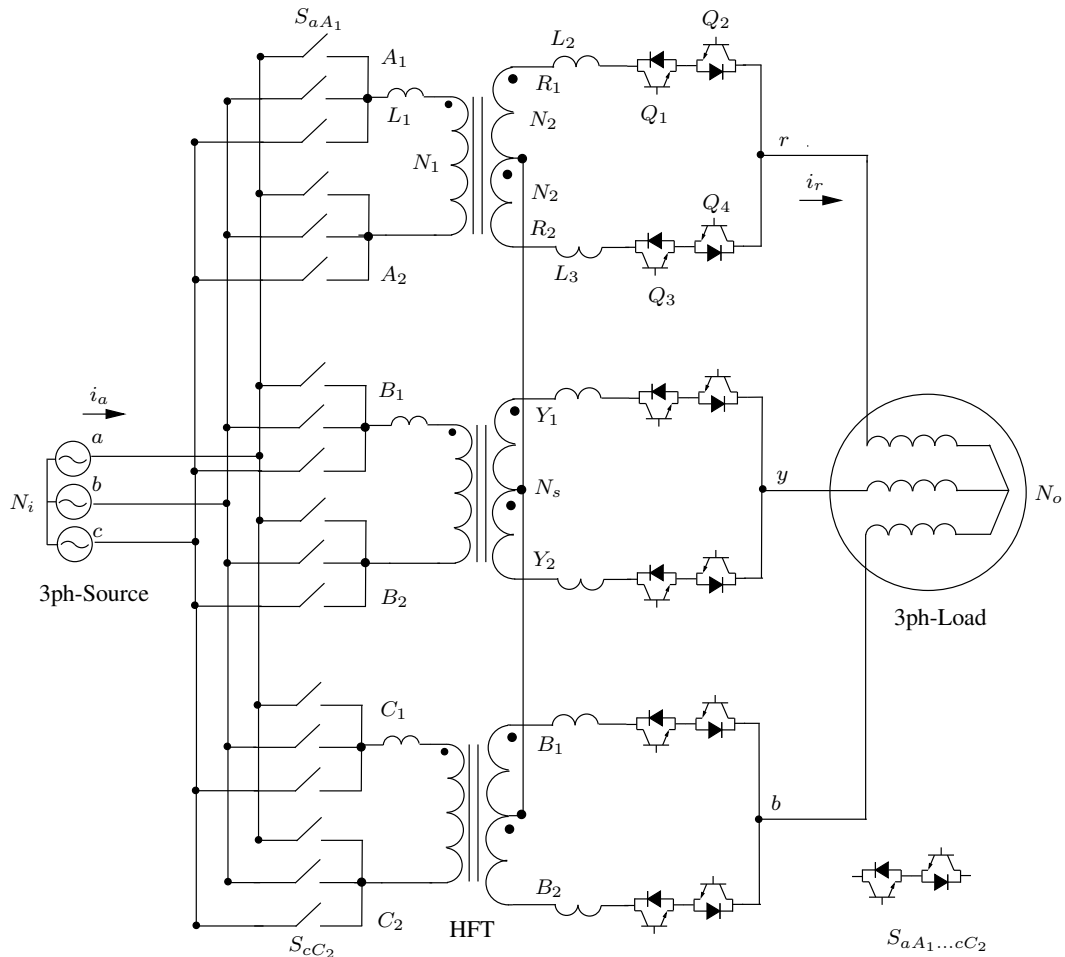 S_{aA_1}
A_1
L_1
N_1
A_2
L_2
R_1
N_2
N_2
R_2
L_3
Q_1
Q_2
Q_3
Q_4
r
i_r
B_1
B_2
Y_1
N_s
Y_2
y
i_a
a
b
c
N_i
3ph-Source
N_o
3ph-Load
C_1
C_2
S_{cC_2}
HFT
B_1
B_2
b
S_{aA_1...cC_2}